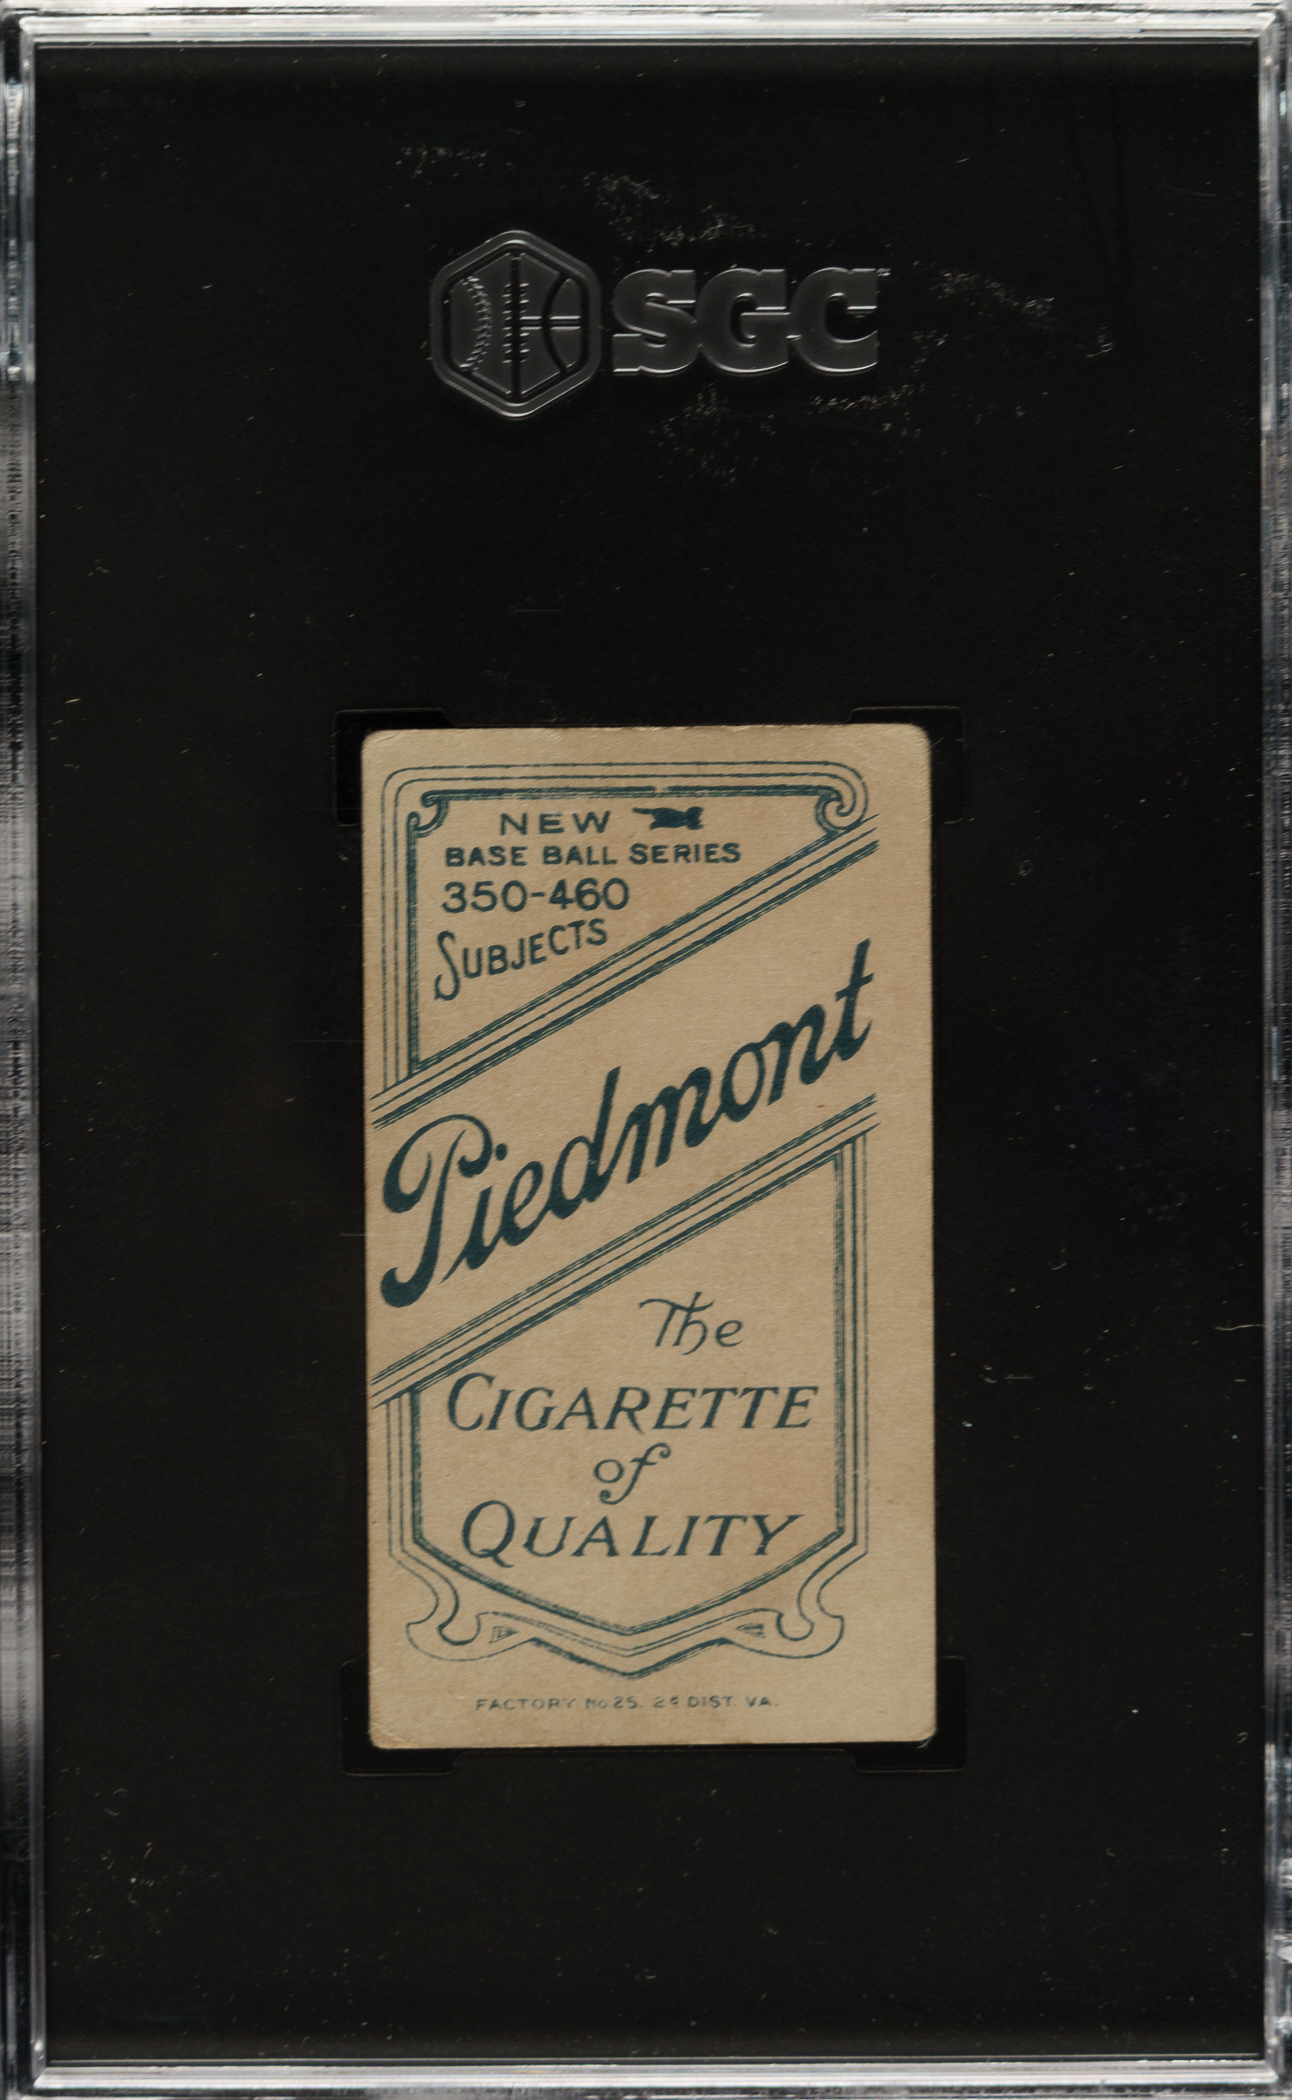 SGC
NEW
BASE BALL SERIES
350-460
SUBJECTS
Piedmont
The
CIGARETTE
of
QUALITY
FACTORY No 25. 2d DIST. VA.